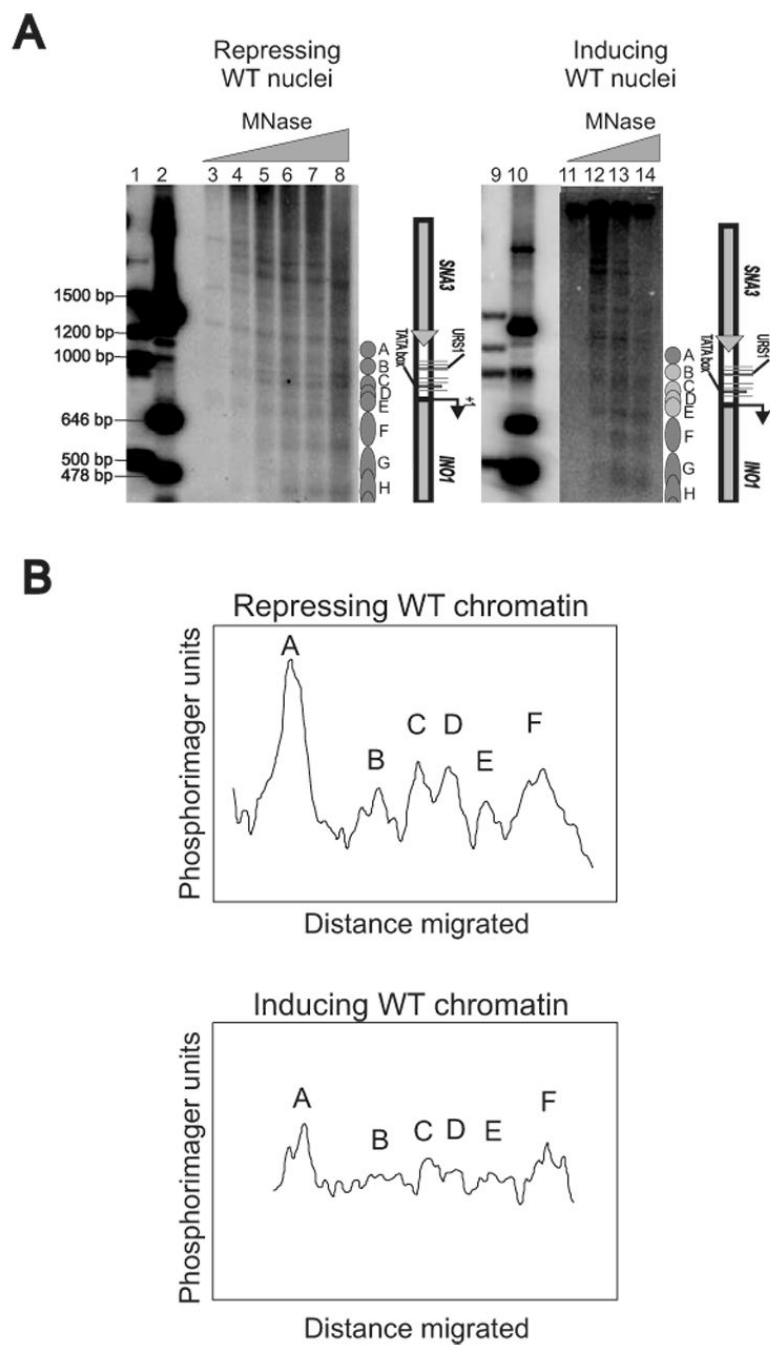 A
Repressing
WT nuclei
Inducing
WT nuclei
MNase
MNase
1 2 3 4 5 6 7 8
9 10 11 12 13 14
1500 bp
1200 bp
1000 bp
646 bp
500 bp
478 bp
A
B
C
D
E
F
G
H
SNA3
TATA box
URS1
+1
INO1
A
B
C
D
E
F
G
H
SNA3
TATA box
URS1
INO1
B
Repressing WT chromatin
Phosphorimager units
A
B
C
D
E
F
Distance migrated
Inducing WT chromatin
Phosphorimager units
A
B
C
D
E
F
Distance migrated